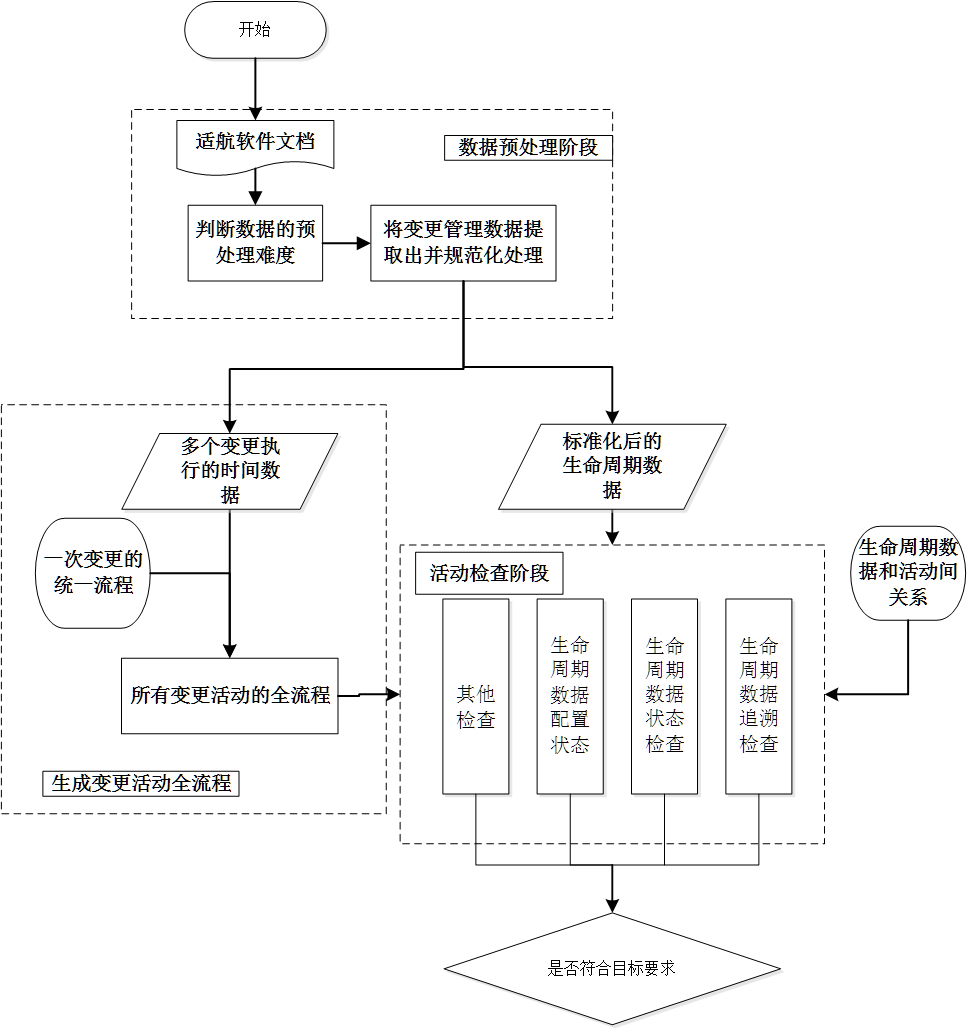 开始
适航软件文档
数据预处理阶段
判断数据的预
处理难度
将变更管理数据提
取出并规范化处理
多个变更执
行的时间数
据
标准化后的
生命周期数
据
一次变更的
统一流程
生命周期数
据和活动间
关系
活动检查阶段
所有变更活动的全流程
其他
检查
生命
周期
数据
配置
状态
生命
周期
数据
状态
检查
生命
周期
数据
追溯
检查
生成变更活动全流程
是否符合目标要求